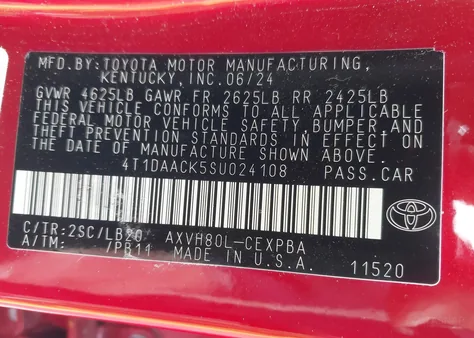 MFD.BY:TOYOTA MOTOR MANUFACTURING,
KENTUCKY,INC.06/24
GVWR 4625LB GAWR FR 2625LB RR 2425LB
THIS VEHICLE CONFORMS TO ALL APPLICABLE
FEDERAL MOTOR VEHICLE SAFETY, BUMPER, AND
THEFT PREVENTION STANDARDS IN EFFECT ON
THE DATE OF MANUFACTURE SHOWN ABOVE.
4T1DAACK5SU024108 PASS.CAR
C/TR:2SC/LB20 AXVH80L-CEXPBA
A/TM: /PB11 MADE IN U.S.A. 11520